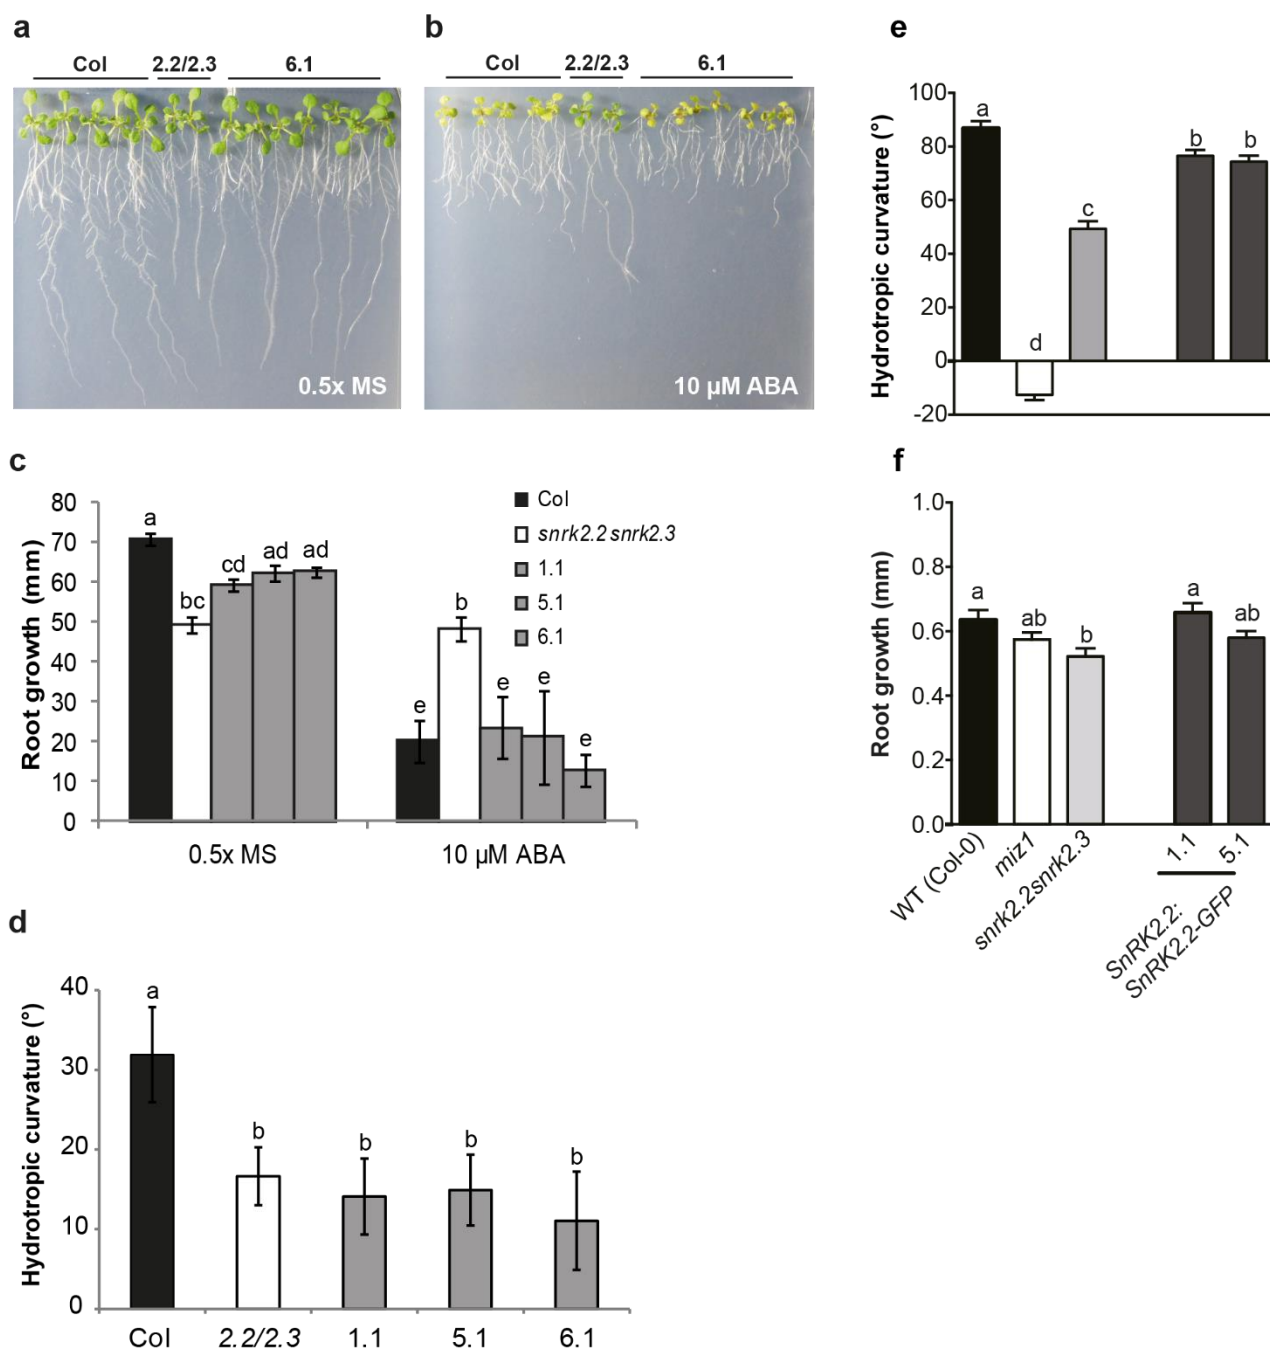 a
Col 2.2/2.3 6.1
0.5x MS
b
Col 2.2/2.3 6.1
10 µM ABA
c
Root growth (mm)
80
70
60
50
40
30
20
10
0
a
bc
cd
ad
ad
e
b
e
e
e
Col
snrk2.2 snrk2.3
1.1
5.1
6.1
0.5x MS 10 µM ABA
d
Hydrotropic curvature (°)
40
30
20
10
0
a
b
b
b
b
Col 2.2/2.3 1.1 5.1 6.1
e
Hydrotropic curvature (°)
100
80
60
40
20
0
-20
a
d
c
b
b
f
Root growth (mm)
1.0
0.8
0.6
0.4
0.2
0.0
a
ab
b
a
ab
WT (Col-0)
miz1
snrk2.2snrk2.3
1.1
5.1
SnRK2.2:
SnRK2.2-GFP